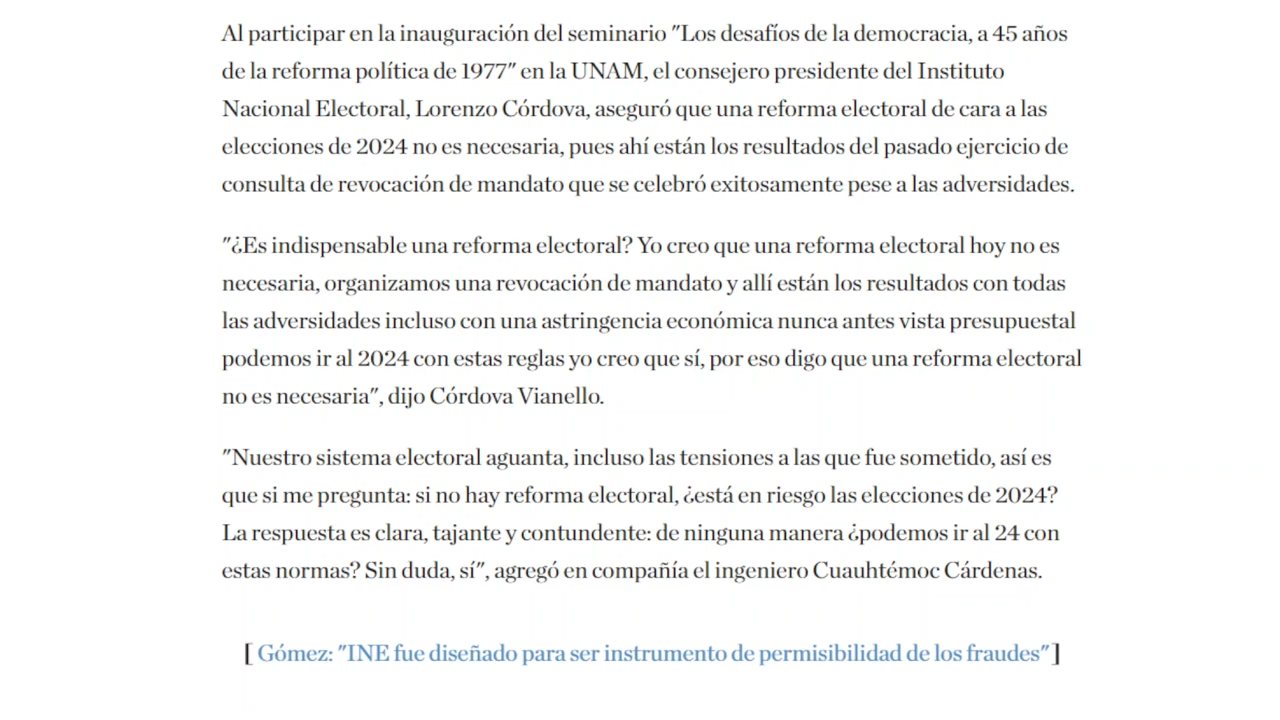 Al participar en la inauguración del seminario "Los desafíos de la democracia, a 45 años
de la reforma política de 1977" en la UNAM, el consejero presidente del Instituto
Nacional Electoral, Lorenzo Córdova, aseguró que una reforma electoral de cara a las
elecciones de 2024 no es necesaria, pues ahí están los resultados del pasado ejercicio de
consulta de revocación de mandato que se celebró exitosamente pese a las adversidades.
"¿Es indispensable una reforma electoral? Yo creo que una reforma electoral hoy no es
necesaria, organizamos una revocación de mandato y allí están los resultados con todas
las adversidades incluso con una astringencia económica nunca antes vista presupuestal
podemos ir al 2024 con estas reglas yo creo que sí, por eso digo que una reforma electoral
no es necesaria", dijo Córdova Vianello.
"Nuestro sistema electoral aguanta, incluso las tensiones a las que fue sometido, así es
que si me pregunta: si no hay reforma electoral, ¿está en riesgo las elecciones de 2024?
La respuesta es clara, tajante y contundente: de ninguna manera ¿podemos ir al 24 con
estas normas? Sin duda, sí", agregó en compañía el ingeniero Cuauhtémoc Cárdenas.
[ Gómez: "INE fue diseñado para ser instrumento de permisibilidad de los fraudes"]